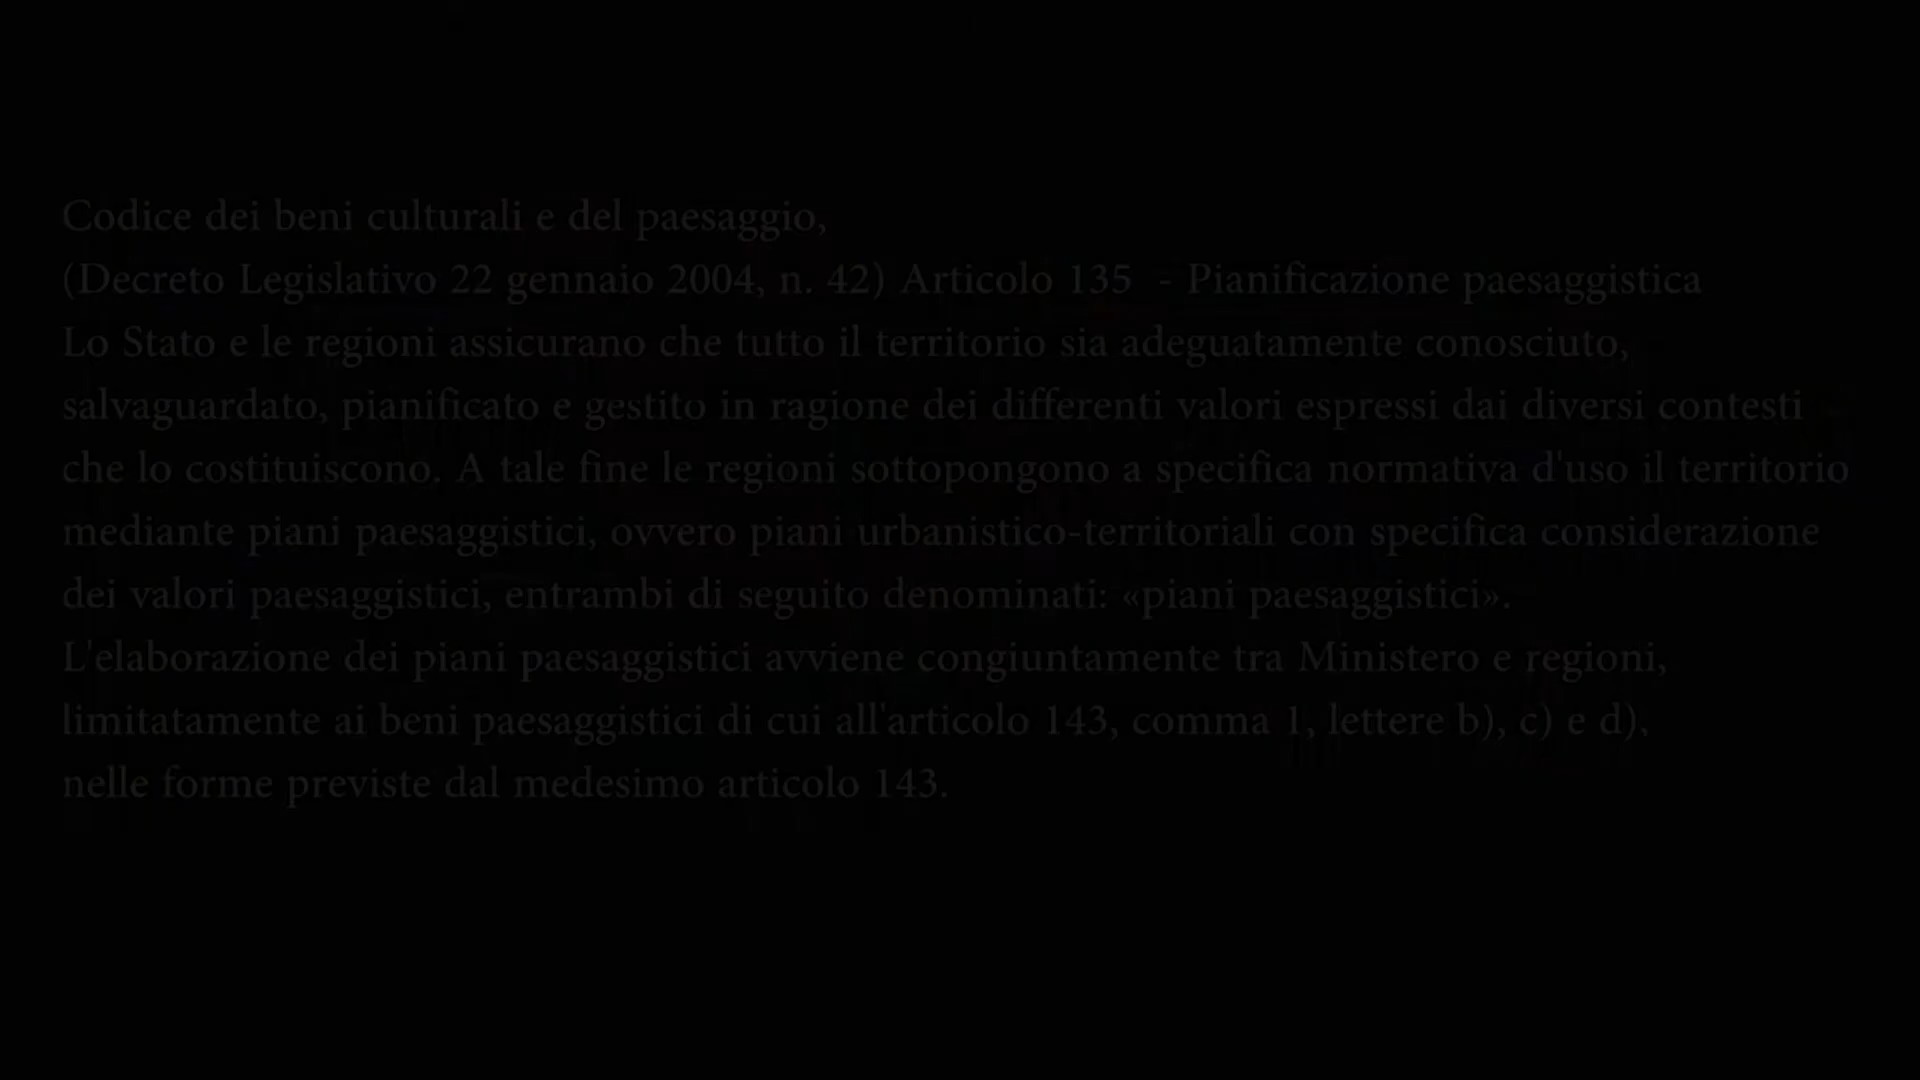 Codice dei beni culturali e del paesaggio,
(Decreto Legislativo 22 gennaio 2004, n. 42) Articolo 135  - Pianificazione paesaggistica
Lo Stato e le regioni assicurano che tutto il territorio sia adeguatamente conosciuto,
salvaguardato, pianificato e gestito in ragione dei differenti valori espressi dai diversi contesti
che lo costituiscono. A tale fine le regioni sottopongono a specifica normativa d'uso il territorio
mediante piani paesaggistici, ovvero piani urbanistico-territoriali con specifica considerazione
dei valori paesaggistici, entrambi di seguito denominati: «piani paesaggistici».
L'elaborazione dei piani paesaggistici avviene congiuntamente tra Ministero e regioni,
limitatamente ai beni paesaggistici di cui all'articolo 143, comma 1, lettere b), c) e d),
nelle forme previste dal medesimo articolo 143.